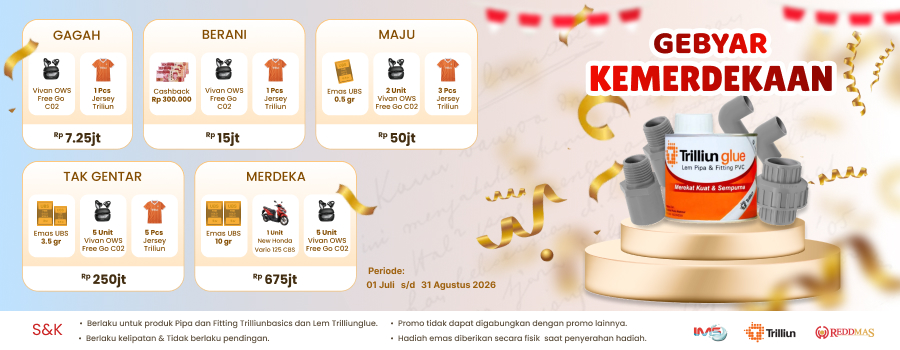 GAGAH
Vivan OWS
Free Go
C02
1 Pcs
Jersey
Triliun
Rp 7.25jt
BERANI
Cashback
Rp 300.000
Vivan OWS
Free Go
C02
1 Pcs
Jersey
Triliun
Rp 15jt
MAJU
Emas UBS
0.5 gr
2 Unit
Vivan OWS
Free Go C02
3 Pcs
Jersey
Triliun
Rp 50jt
TAK GENTAR
Emas UBS
3.5 gr
5 Unit
Vivan OWS
Free Go C02
5 Pcs
Jersey
Triliun
Rp 250jt
MERDEKA
Emas UBS
10 gr
1 Unit
New Honda
Vario 125 CBS
5 Unit
Vivan OWS
Free Go C02
Rp 675jt
Periode:
01 Juli s/d 31 Agustus 2026
GEBYAR
KEMERDEKAAN
Trilliun glue
Lem Pipa & Fitting PVC
Merekat Kuat & Sempurna
S&K
• Berlaku untuk produk Pipa dan Fitting Trilliunbasics dan Lem Trilliunglue.
• Berlaku kelipatan & Tidak berlaku pendingan.
• Promo tidak dapat digabungkan dengan promo lainnya.
• Hadiah emas diberikan secara fisik saat penyerahan hadiah.
IMS
Trilliun
REDDMAS